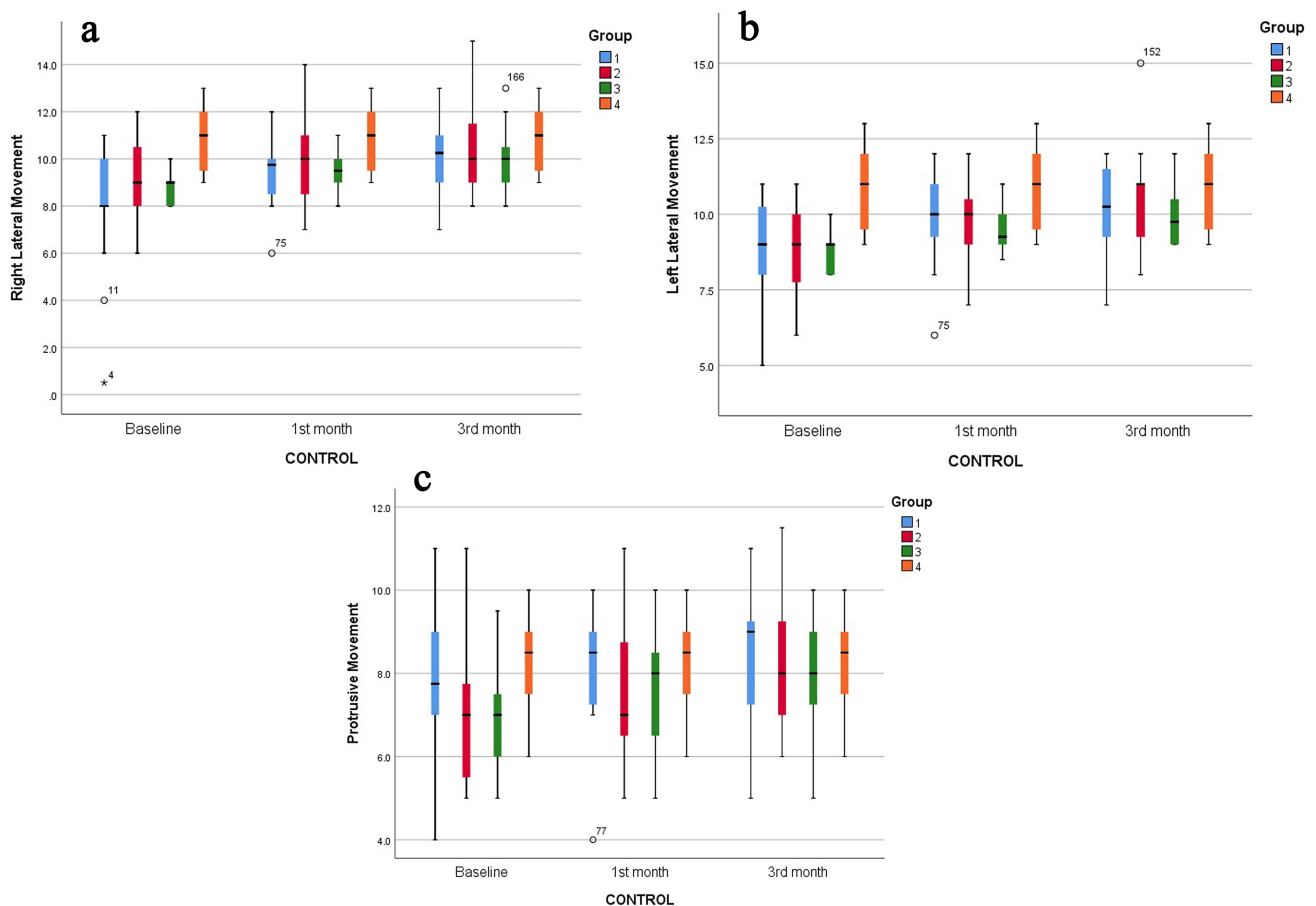 a
Group
1
2
3
4
Right Lateral Movement
14.0
12.0
10.0
8.0
6.0
4.0
2.0
.0
11
4
75
166
Baseline
1st month
3rd month
CONTROL
b
Group
1
2
3
4
Left Lateral Movement
15.0
12.5
10.0
7.5
5.0
75
152
Baseline
1st month
3rd month
CONTROL
c
Group
1
2
3
4
Protrusive Movement
12.0
10.0
8.0
6.0
4.0
77
Baseline
1st month
3rd month
CONTROL